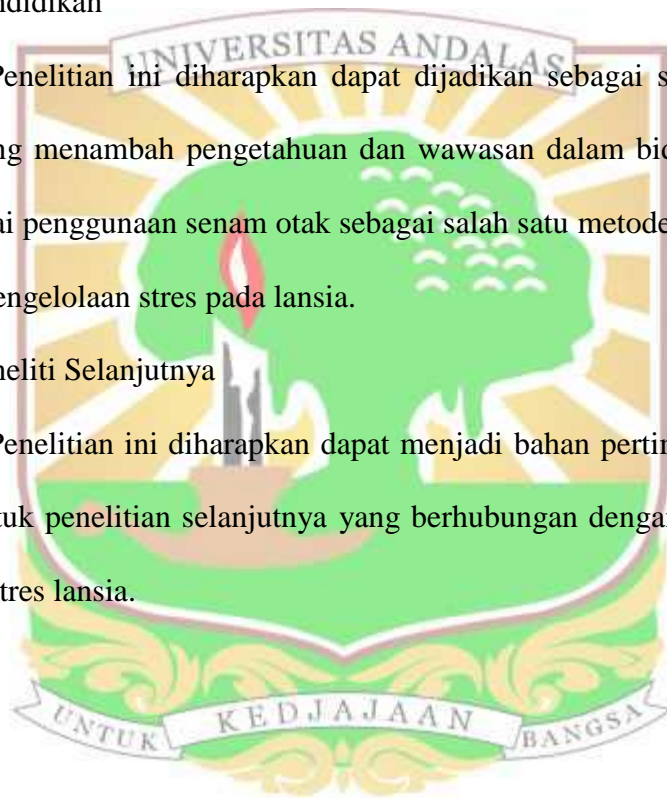 ndidikan
UNIVERSITAS ANDALAS
Penelitian ini diharapkan dapat dijadikan sebagai s
ng menambah pengetahuan dan wawasan dalam bid
ai penggunaan senam otak sebagai salah satu metode
engelolaan stres pada lansia.
neliti Selanjutnya
Penelitian ini diharapkan dapat menjadi bahan pertin
tuk penelitian selanjutnya yang berhubungan denga
tres lansia.
UNTUK KEDJAJAAN BANGSA